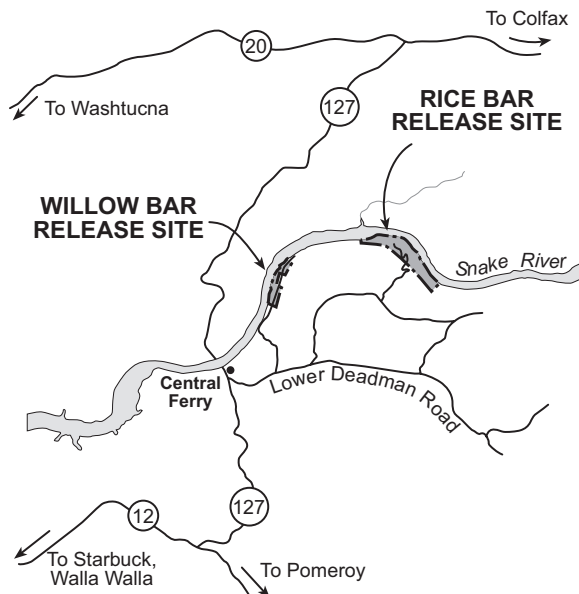 To Colfax
20
To Washtucna
127
RICE BAR
RELEASE SITE
WILLOW BAR
RELEASE SITE
Snake River
Central
Ferry
Lower Deadman Road
127
12
To Starbuck,
Walla Walla
To Pomeroy